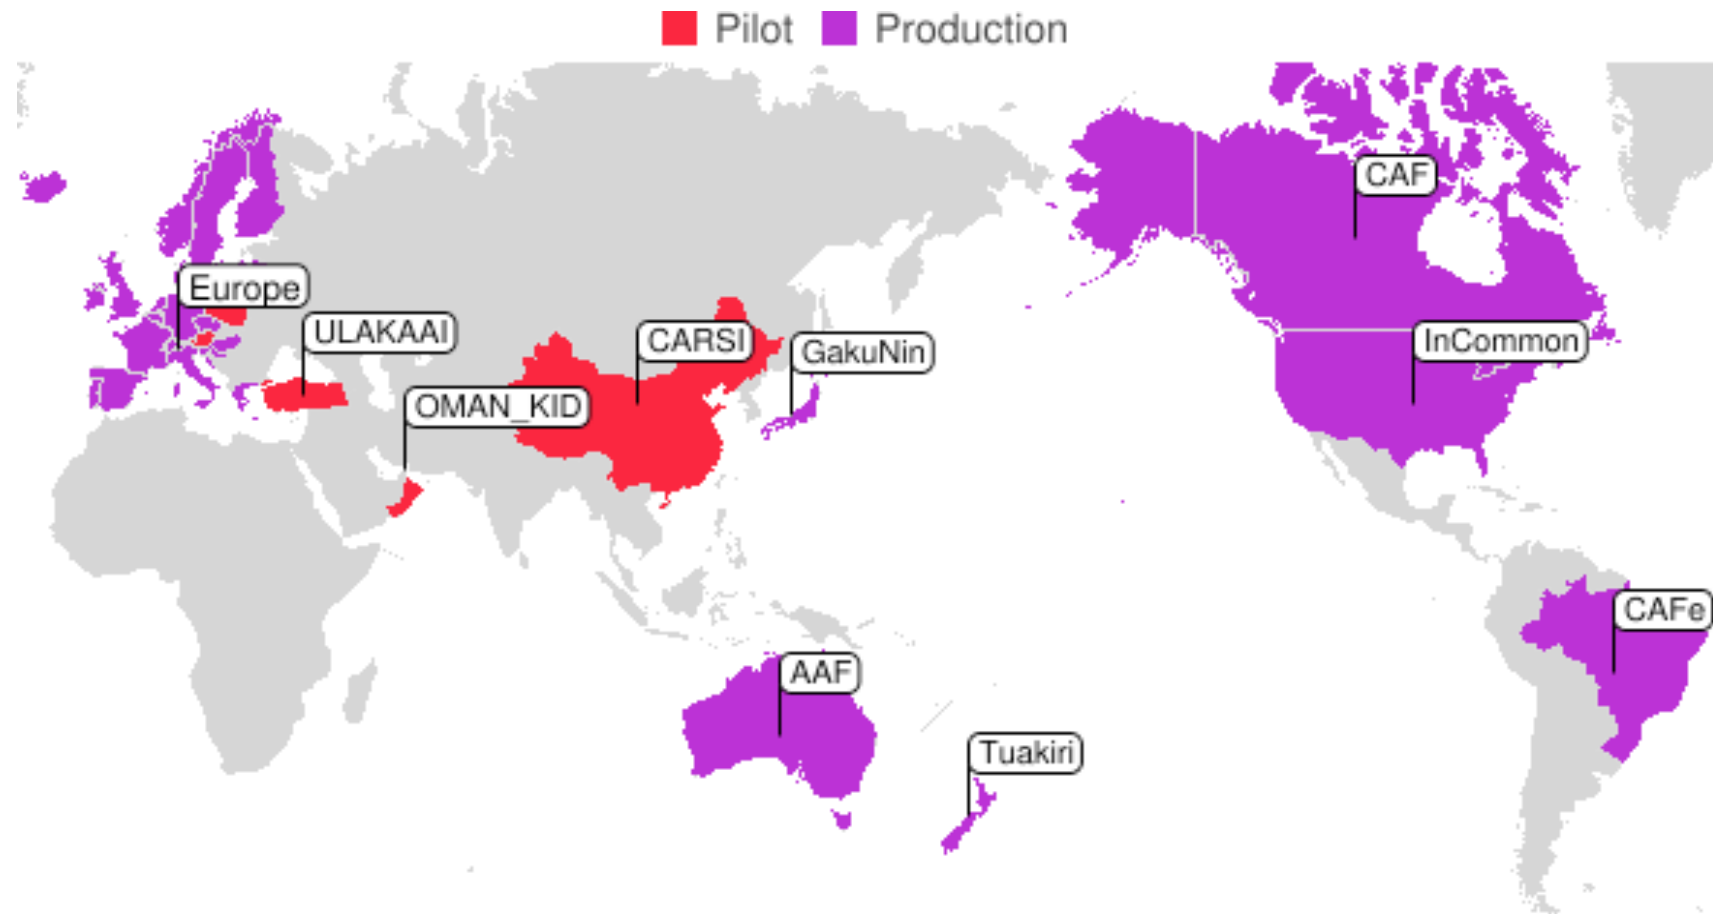 Pilot Production
CAF
Europe
ULAKAAI
CARSI
GakuNin
InCommon
OMAN_KID
CAFe
AAF
Tuakiri